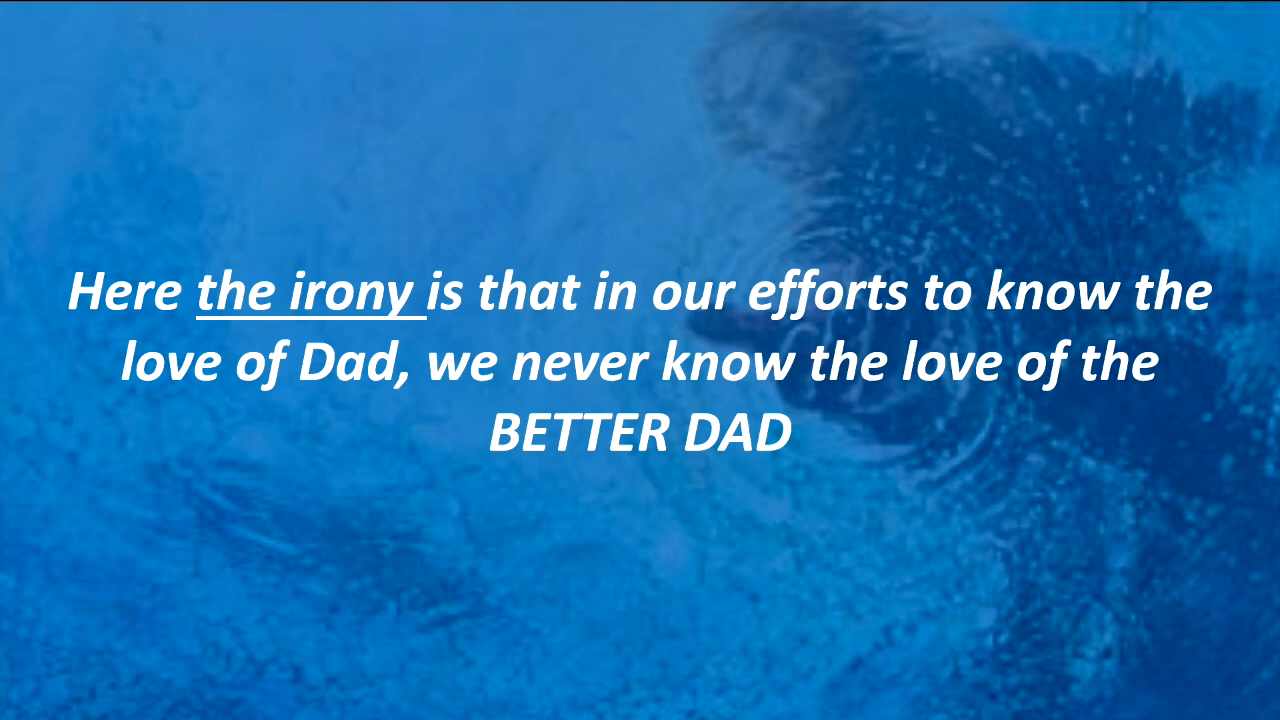 Here the irony is that in our efforts to know the
love of Dad, we never know the love of the
BETTER DAD